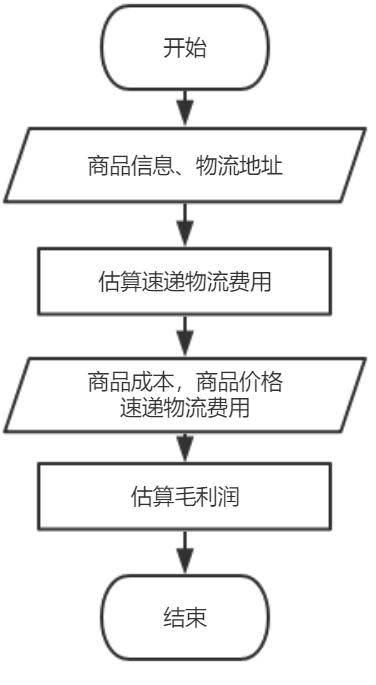 开始
商品信息、物流地址
估算速递物流费用
商品成本，商品价格
速递物流费用
估算毛利润
结束